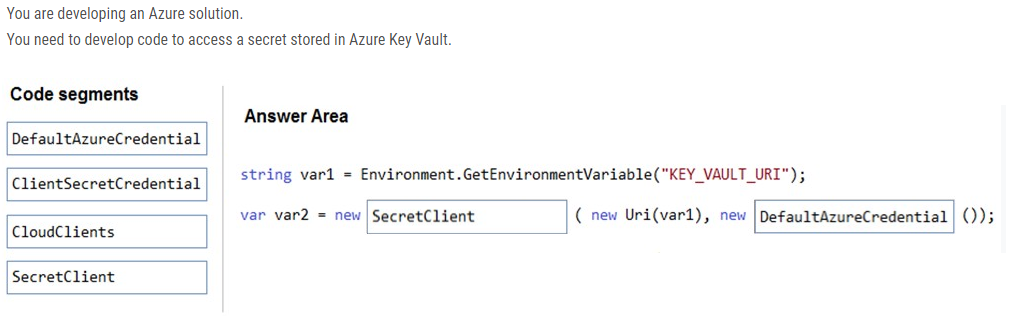 You are developing an Azure solution.
You need to develop code to access a secret stored in Azure Key Vault.
Code segments
DefaultAzureCredential
ClientSecretCredential
CloudClients
SecretClient
Answer Area
string var1 = Environment.GetEnvironmentVariable("KEY_VAULT_URI");
var var2 = new SecretClient ( new Uri(var1), new DefaultAzureCredential ());